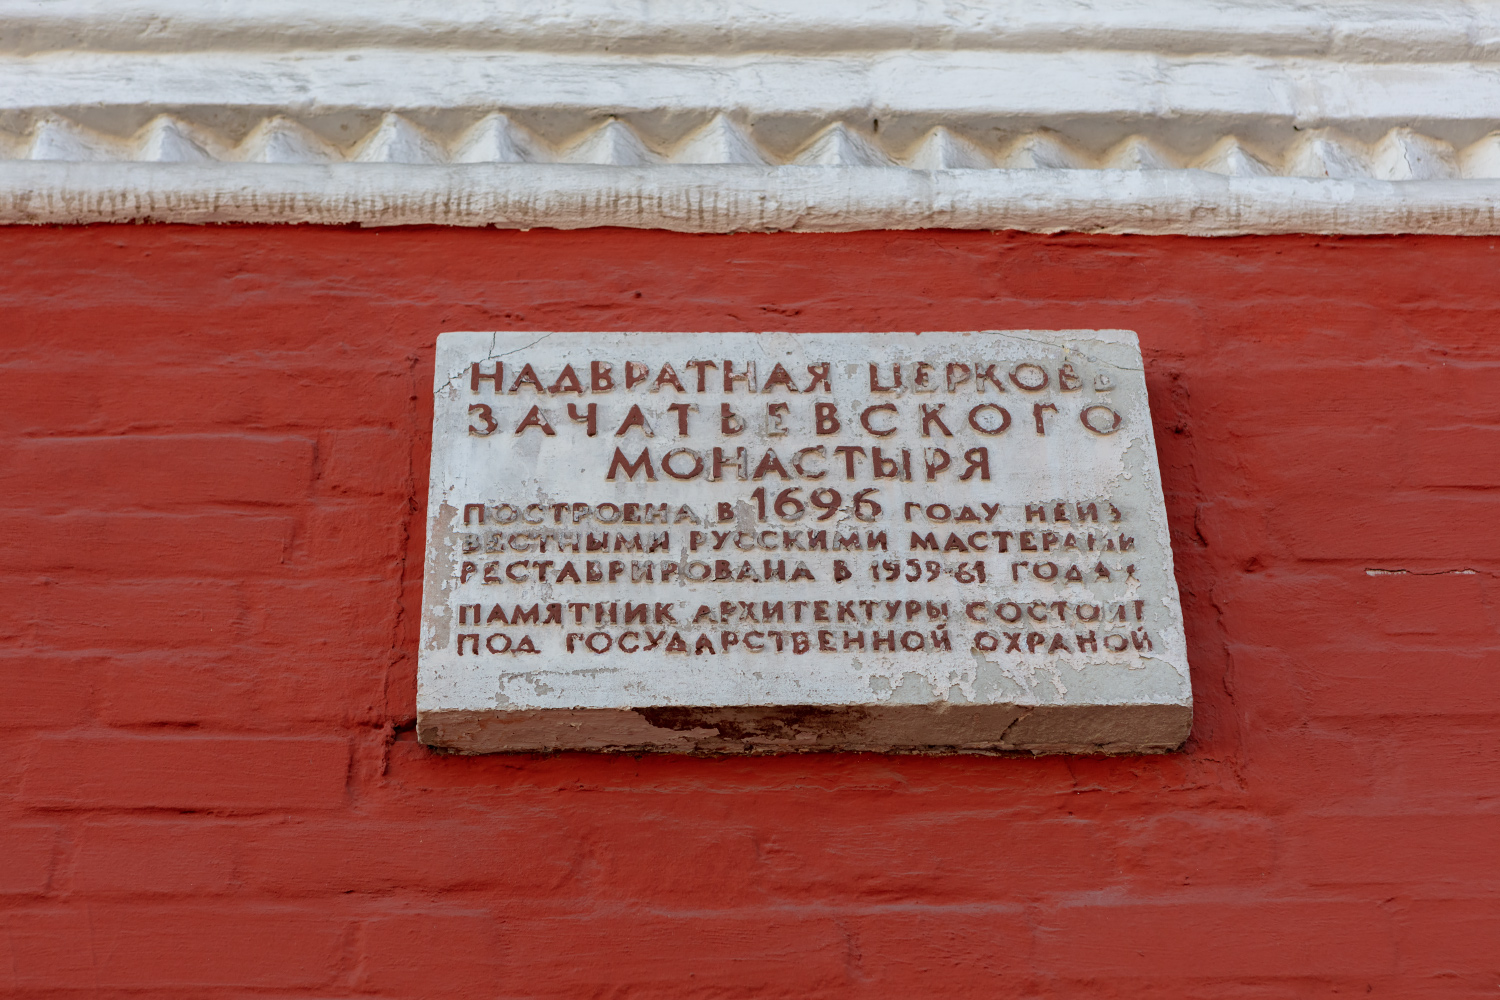 НАДВРАТНАЯ ЦЕРКОВЬ
ЗАЧАТЬЕВСКОГО
МОНАСТЫРЯ
ПОСТРОЕНА В 1696 ГОДУ НЕИЗ
ВЕСТНЫМИ РУССКИМИ МАСТЕРАМИ
РЕСТАВРИРОВАНА В 1959-61 ГОДАХ
ПАМЯТНИК АРХИТЕКТУРЫ СОСТОИТ
ПОД ГОСУДАРСТВЕННОЙ ОХРАНОЙ